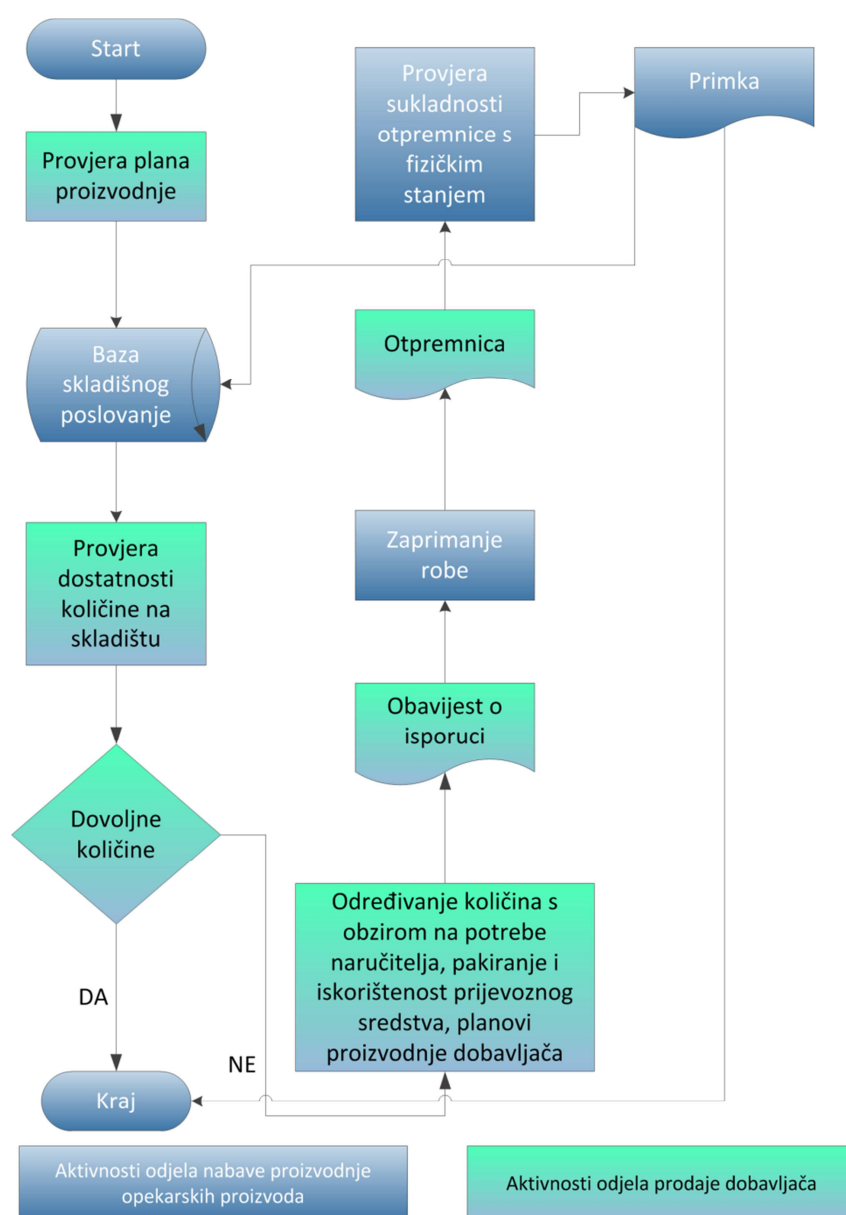 Start
Provjera plana
proizvodnje
Baza
skladišnog
poslovanje
Provjera
dostatnosti
količine na
skladištu
Dovoljne
količine
DA
NE
Kraj
Određivanje količina s
obzirom na potrebe
naručitelja, pakiranje i
iskorištenost prijevoznog
sredstva, planovi
proizvodnje dobavljača
Obavijest o
isporuci
Zaprimanje
robe
Otpremnica
Provjera
sukladnosti
otpremnice s
fizičkim
stanjem
Primka
Aktivnosti odjela nabave proizvodnje
opekarskih proizvoda
Aktivnosti odjela prodaje dobavljača